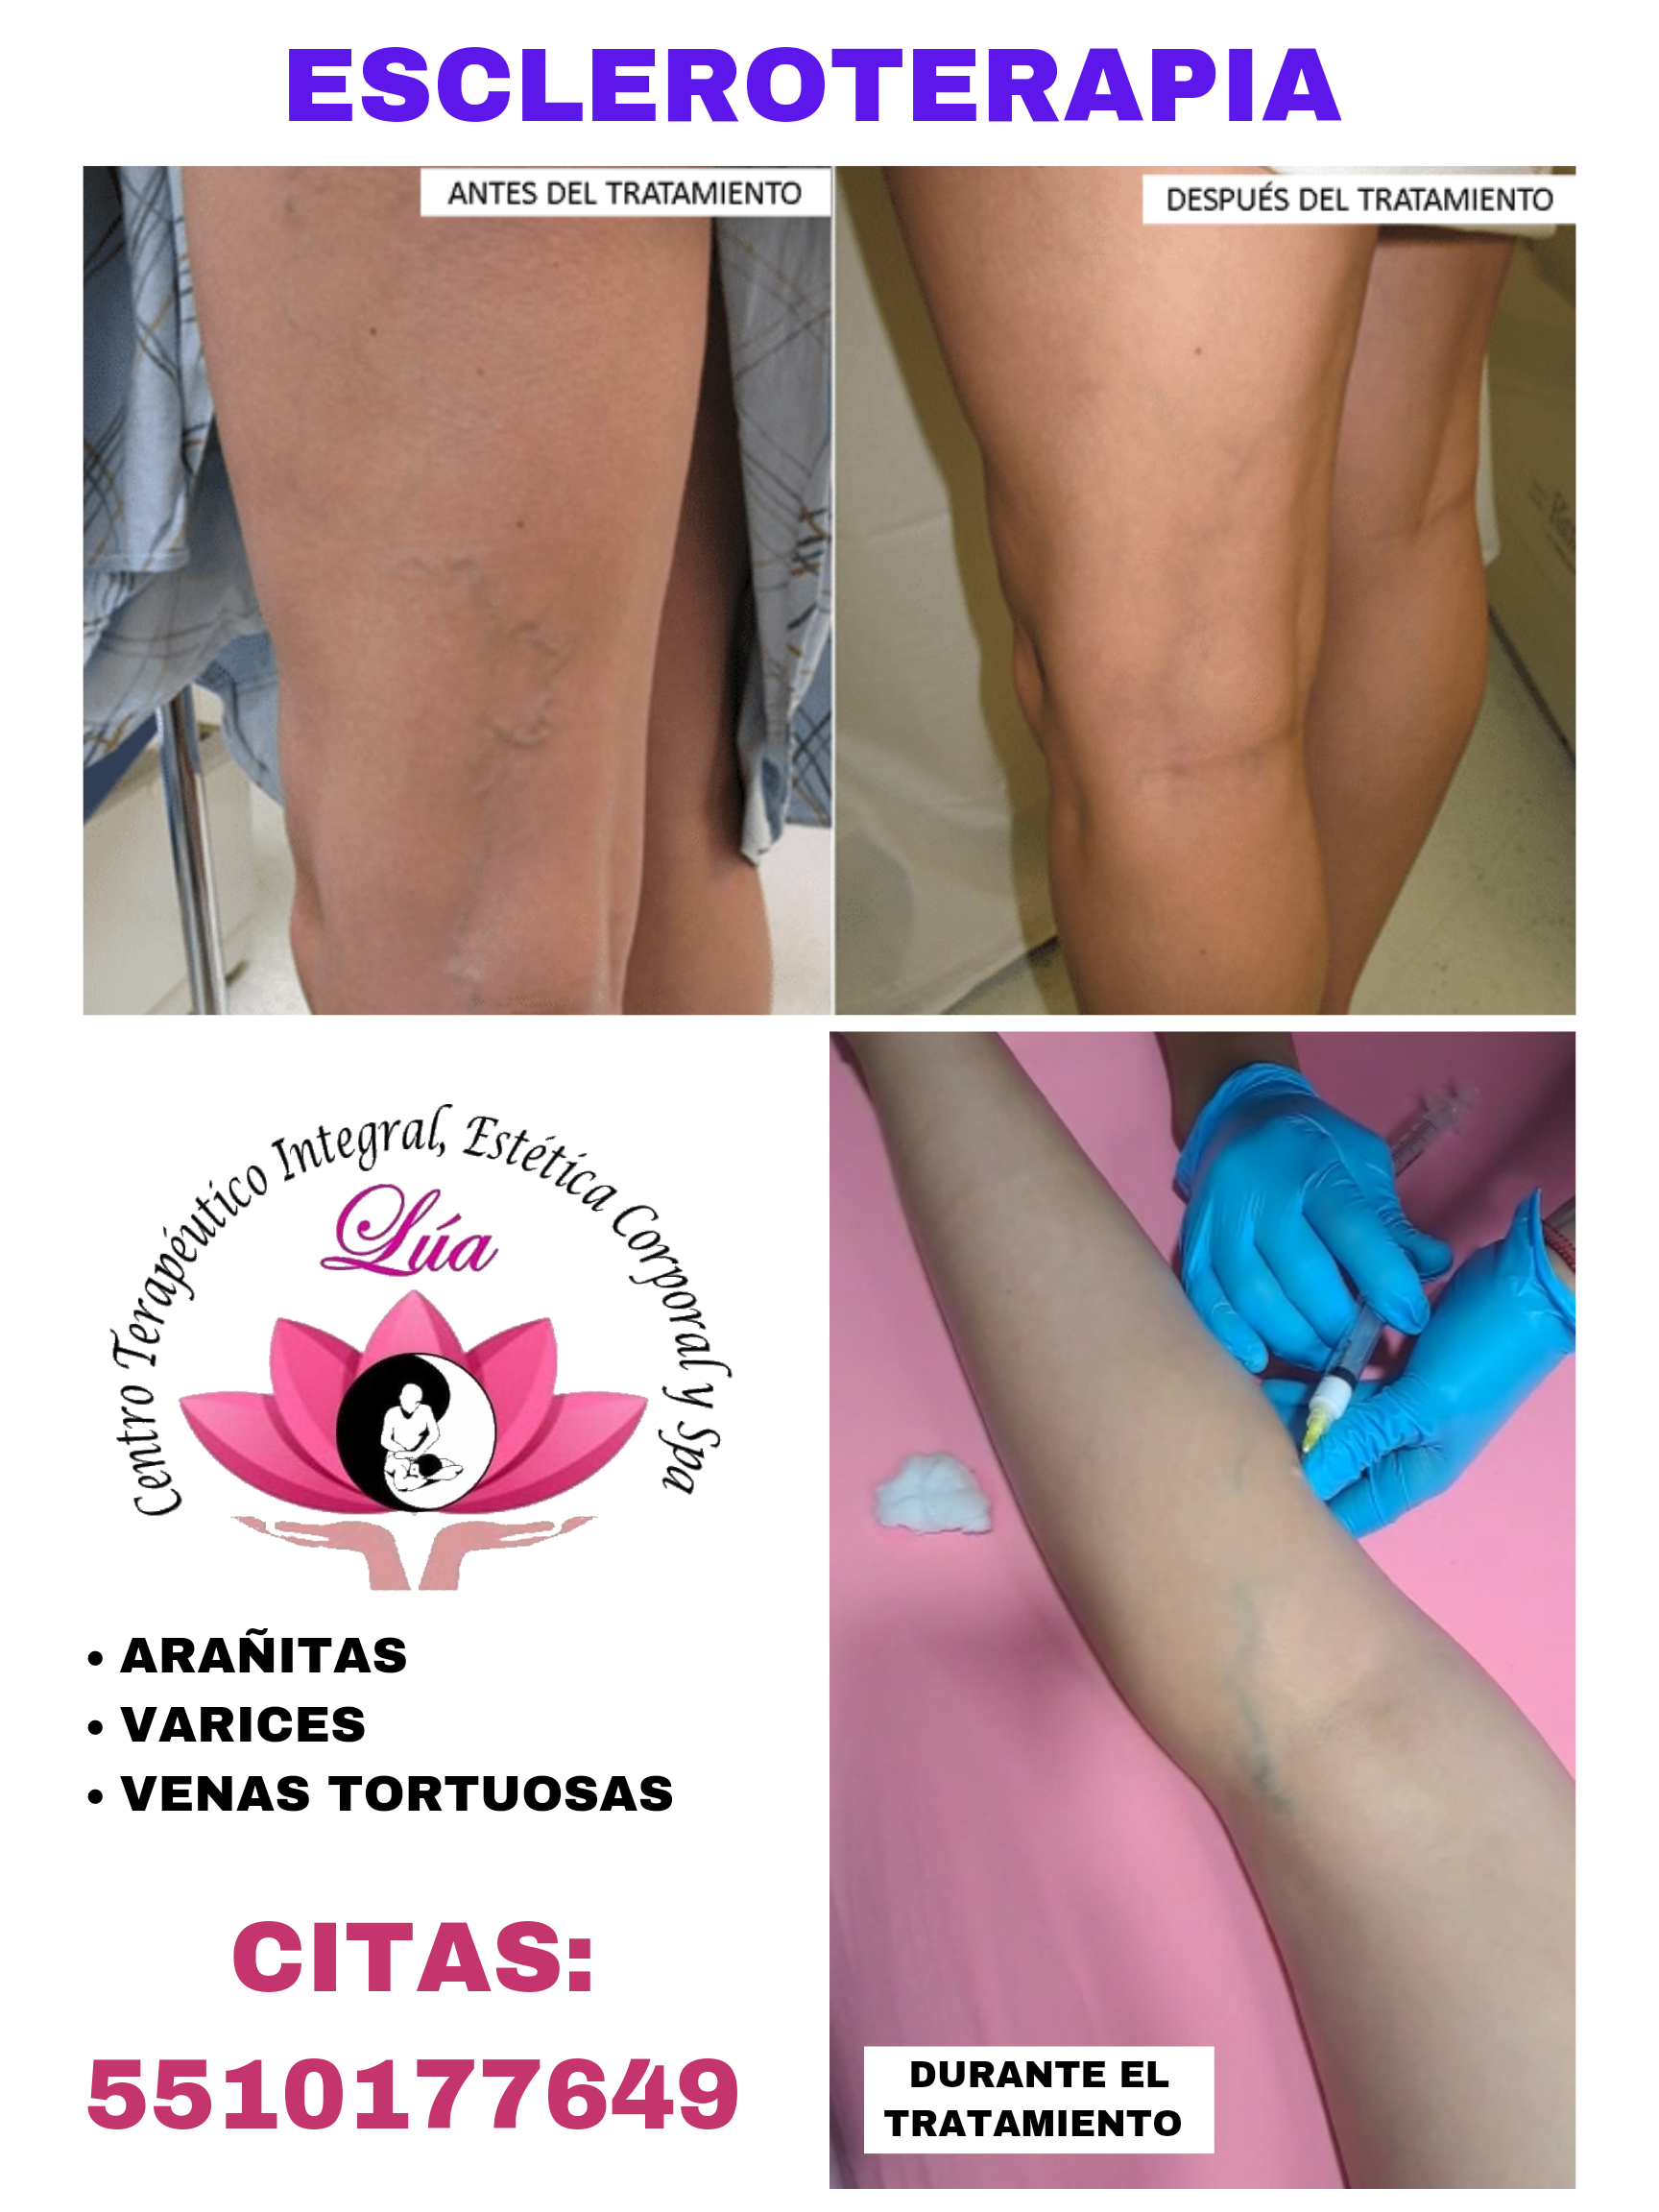 ESCLEROTERAPIA
ANTES DEL TRATAMIENTO
DESPUÉS DEL TRATAMIENTO
Centro Terapéutico Integral, Estética Corporal y Spa
Lúa
• ARAÑITAS
• VARICES
• VENAS TORTUOSAS
CITAS:
5510177649
DURANTE EL
TRATAMIENTO